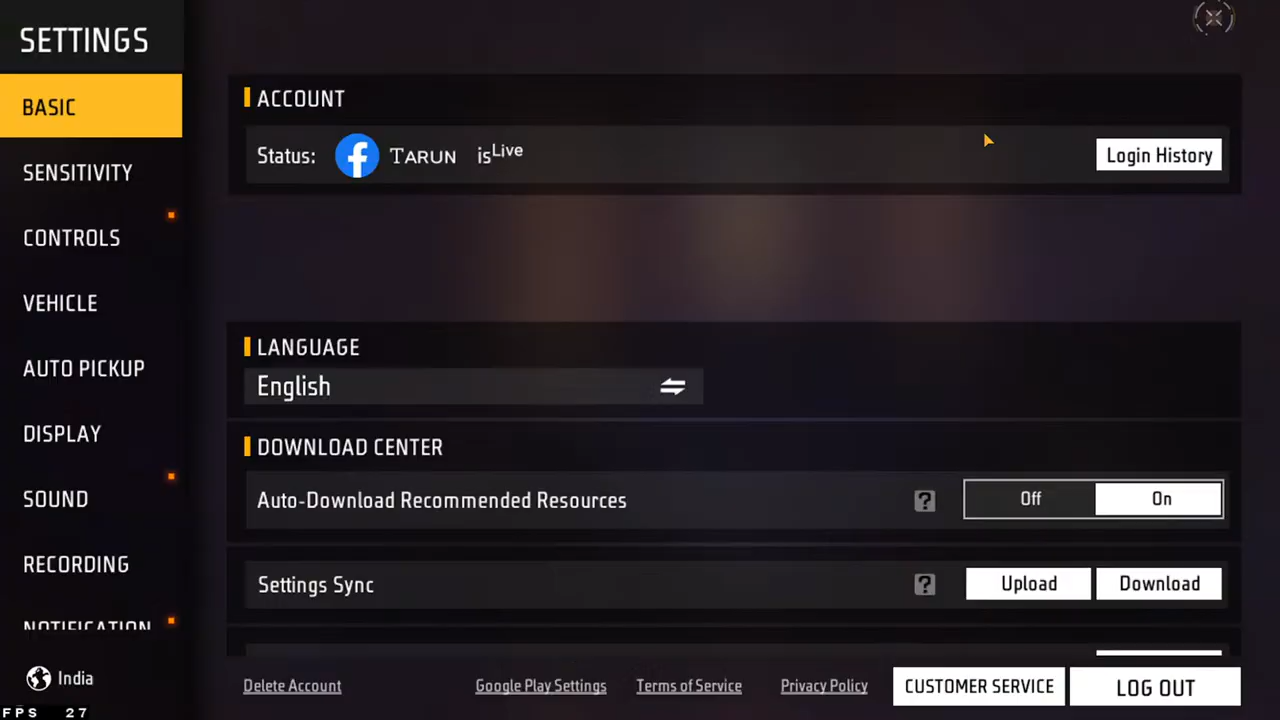 SETTINGS
BASIC
SENSITIVITY
CONTROLS
VEHICLE
AUTO PICKUP
DISPLAY
SOUND
RECORDING
NOTIFICATION
India
FPS 27
ACCOUNT
Status: TARUN isLive
Login History
LANGUAGE
English
DOWNLOAD CENTER
Auto-Download Recommended Resources ? Off On
Settings Sync ? Upload Download
Delete Account Google Play Settings Terms of Service Privacy Policy CUSTOMER SERVICE LOG OUT